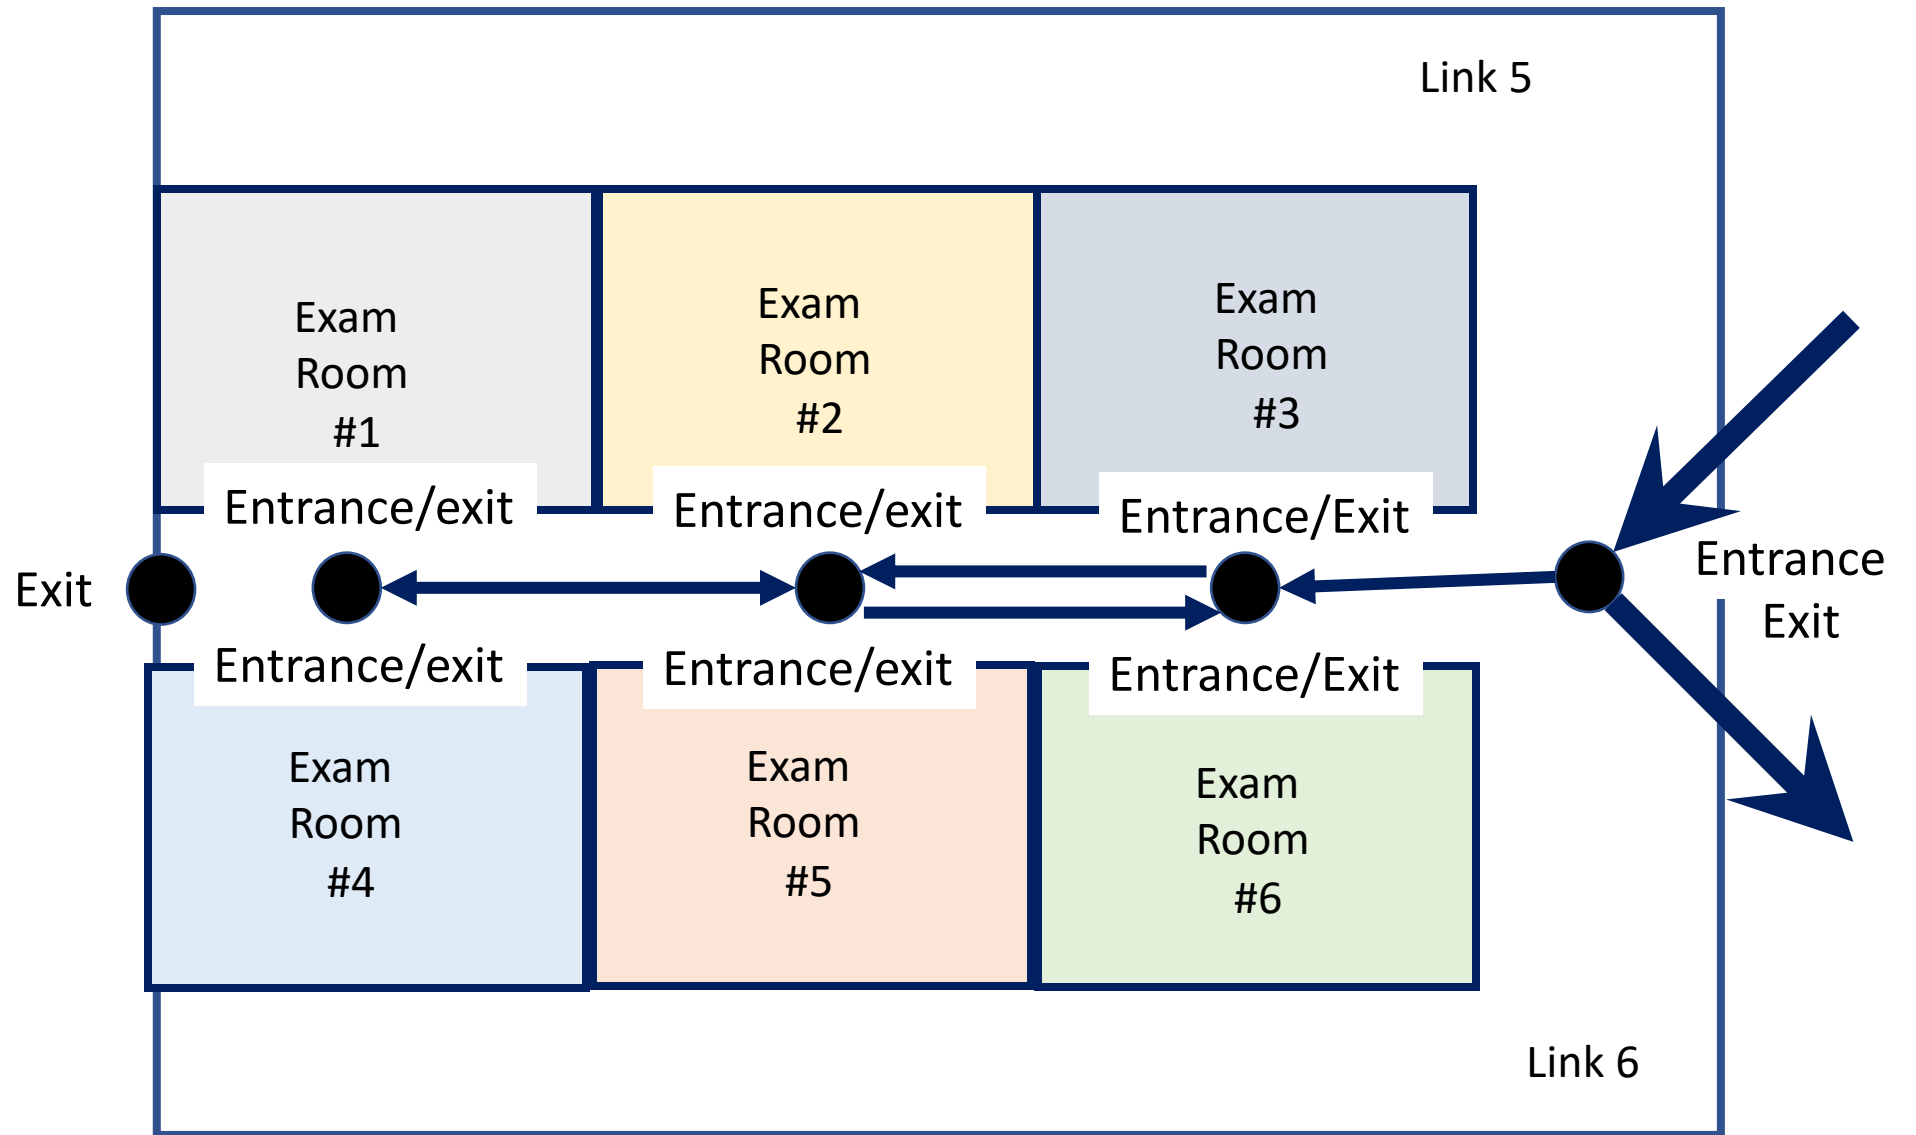 Link 5
Exam
Room
#1
Exam
Room
#2
Exam
Room
#3
Entrance/exit
Entrance/exit
Entrance/Exit
Exit
Entrance
Exit
Entrance/exit
Entrance/exit
Entrance/Exit
Exam
Room
#4
Exam
Room
#5
Exam
Room
#6
Link 6